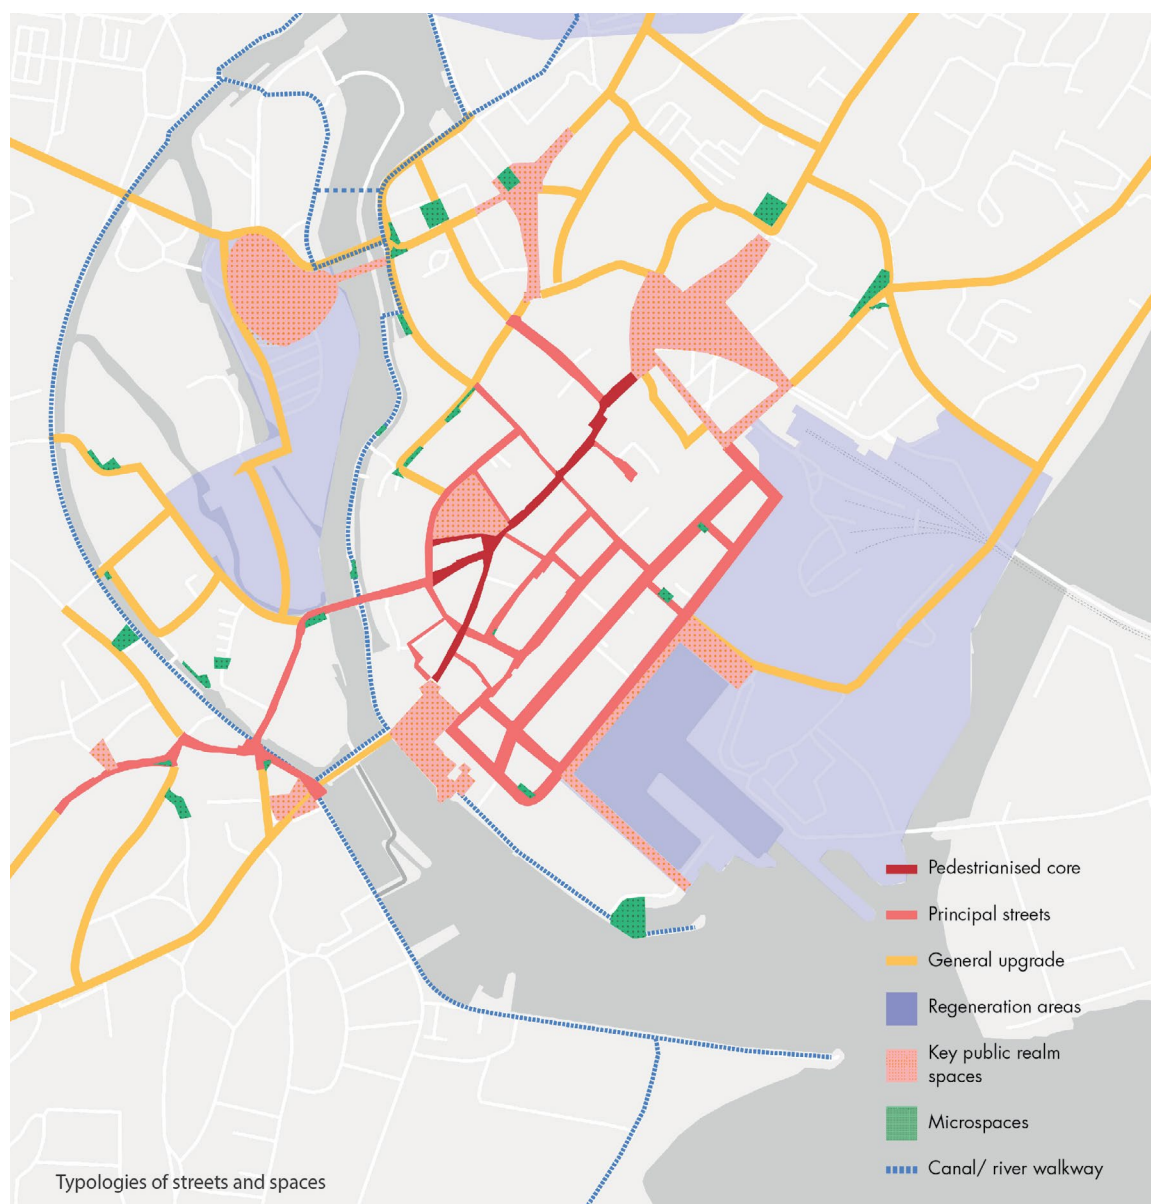 Pedestrianised core
Principal streets
General upgrade
Regeneration areas
Key public realm
spaces
Microspaces
Canal/ river walkway
Typologies of streets and spaces